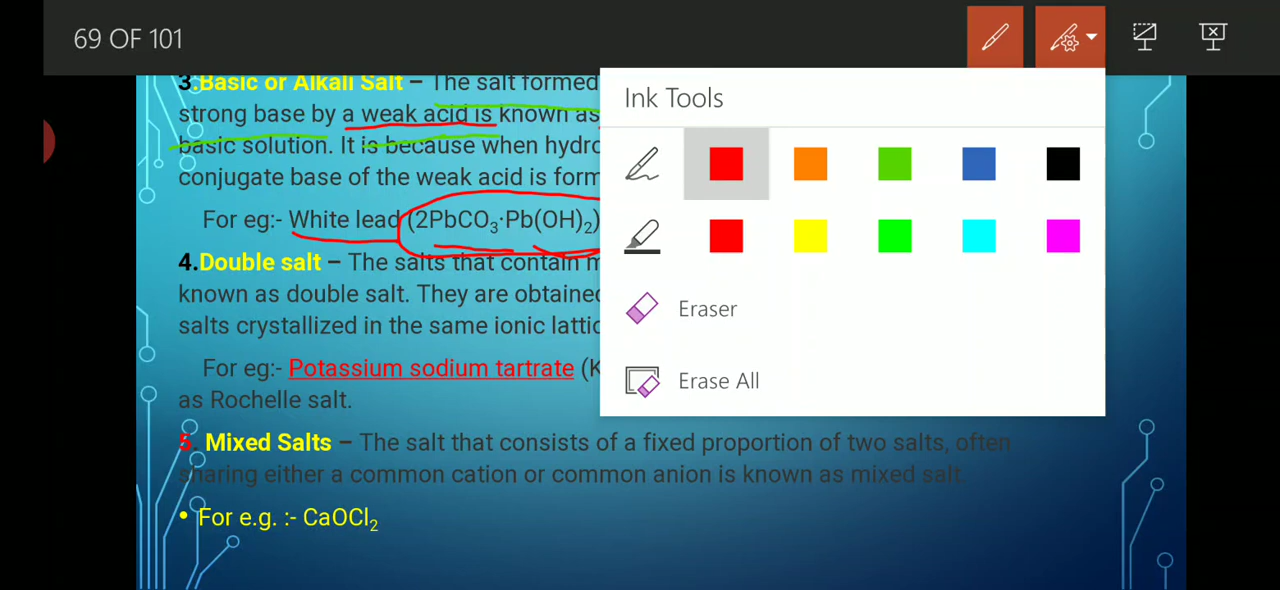 69 OF 101
Ink Tools
Eraser
Erase All
3.Basic or Alkali Salt – The salt formed
strong base by a weak acid is known as
basic solution. It is because when hydro
conjugate base of the weak acid is form
For eg:- White lead (2PbCO₃·Pb(OH)₂)
4.Double salt – The salts that contain m
known as double salt. They are obtained
salts crystallized in the same ionic lattic
For eg:- Potassium sodium tartrate (K
as Rochelle salt.
5. Mixed Salts – The salt that consists of a fixed proportion of two salts, often
sharing either a common cation or common anion is known as mixed salt.
• For e.g. :- CaOCl₂